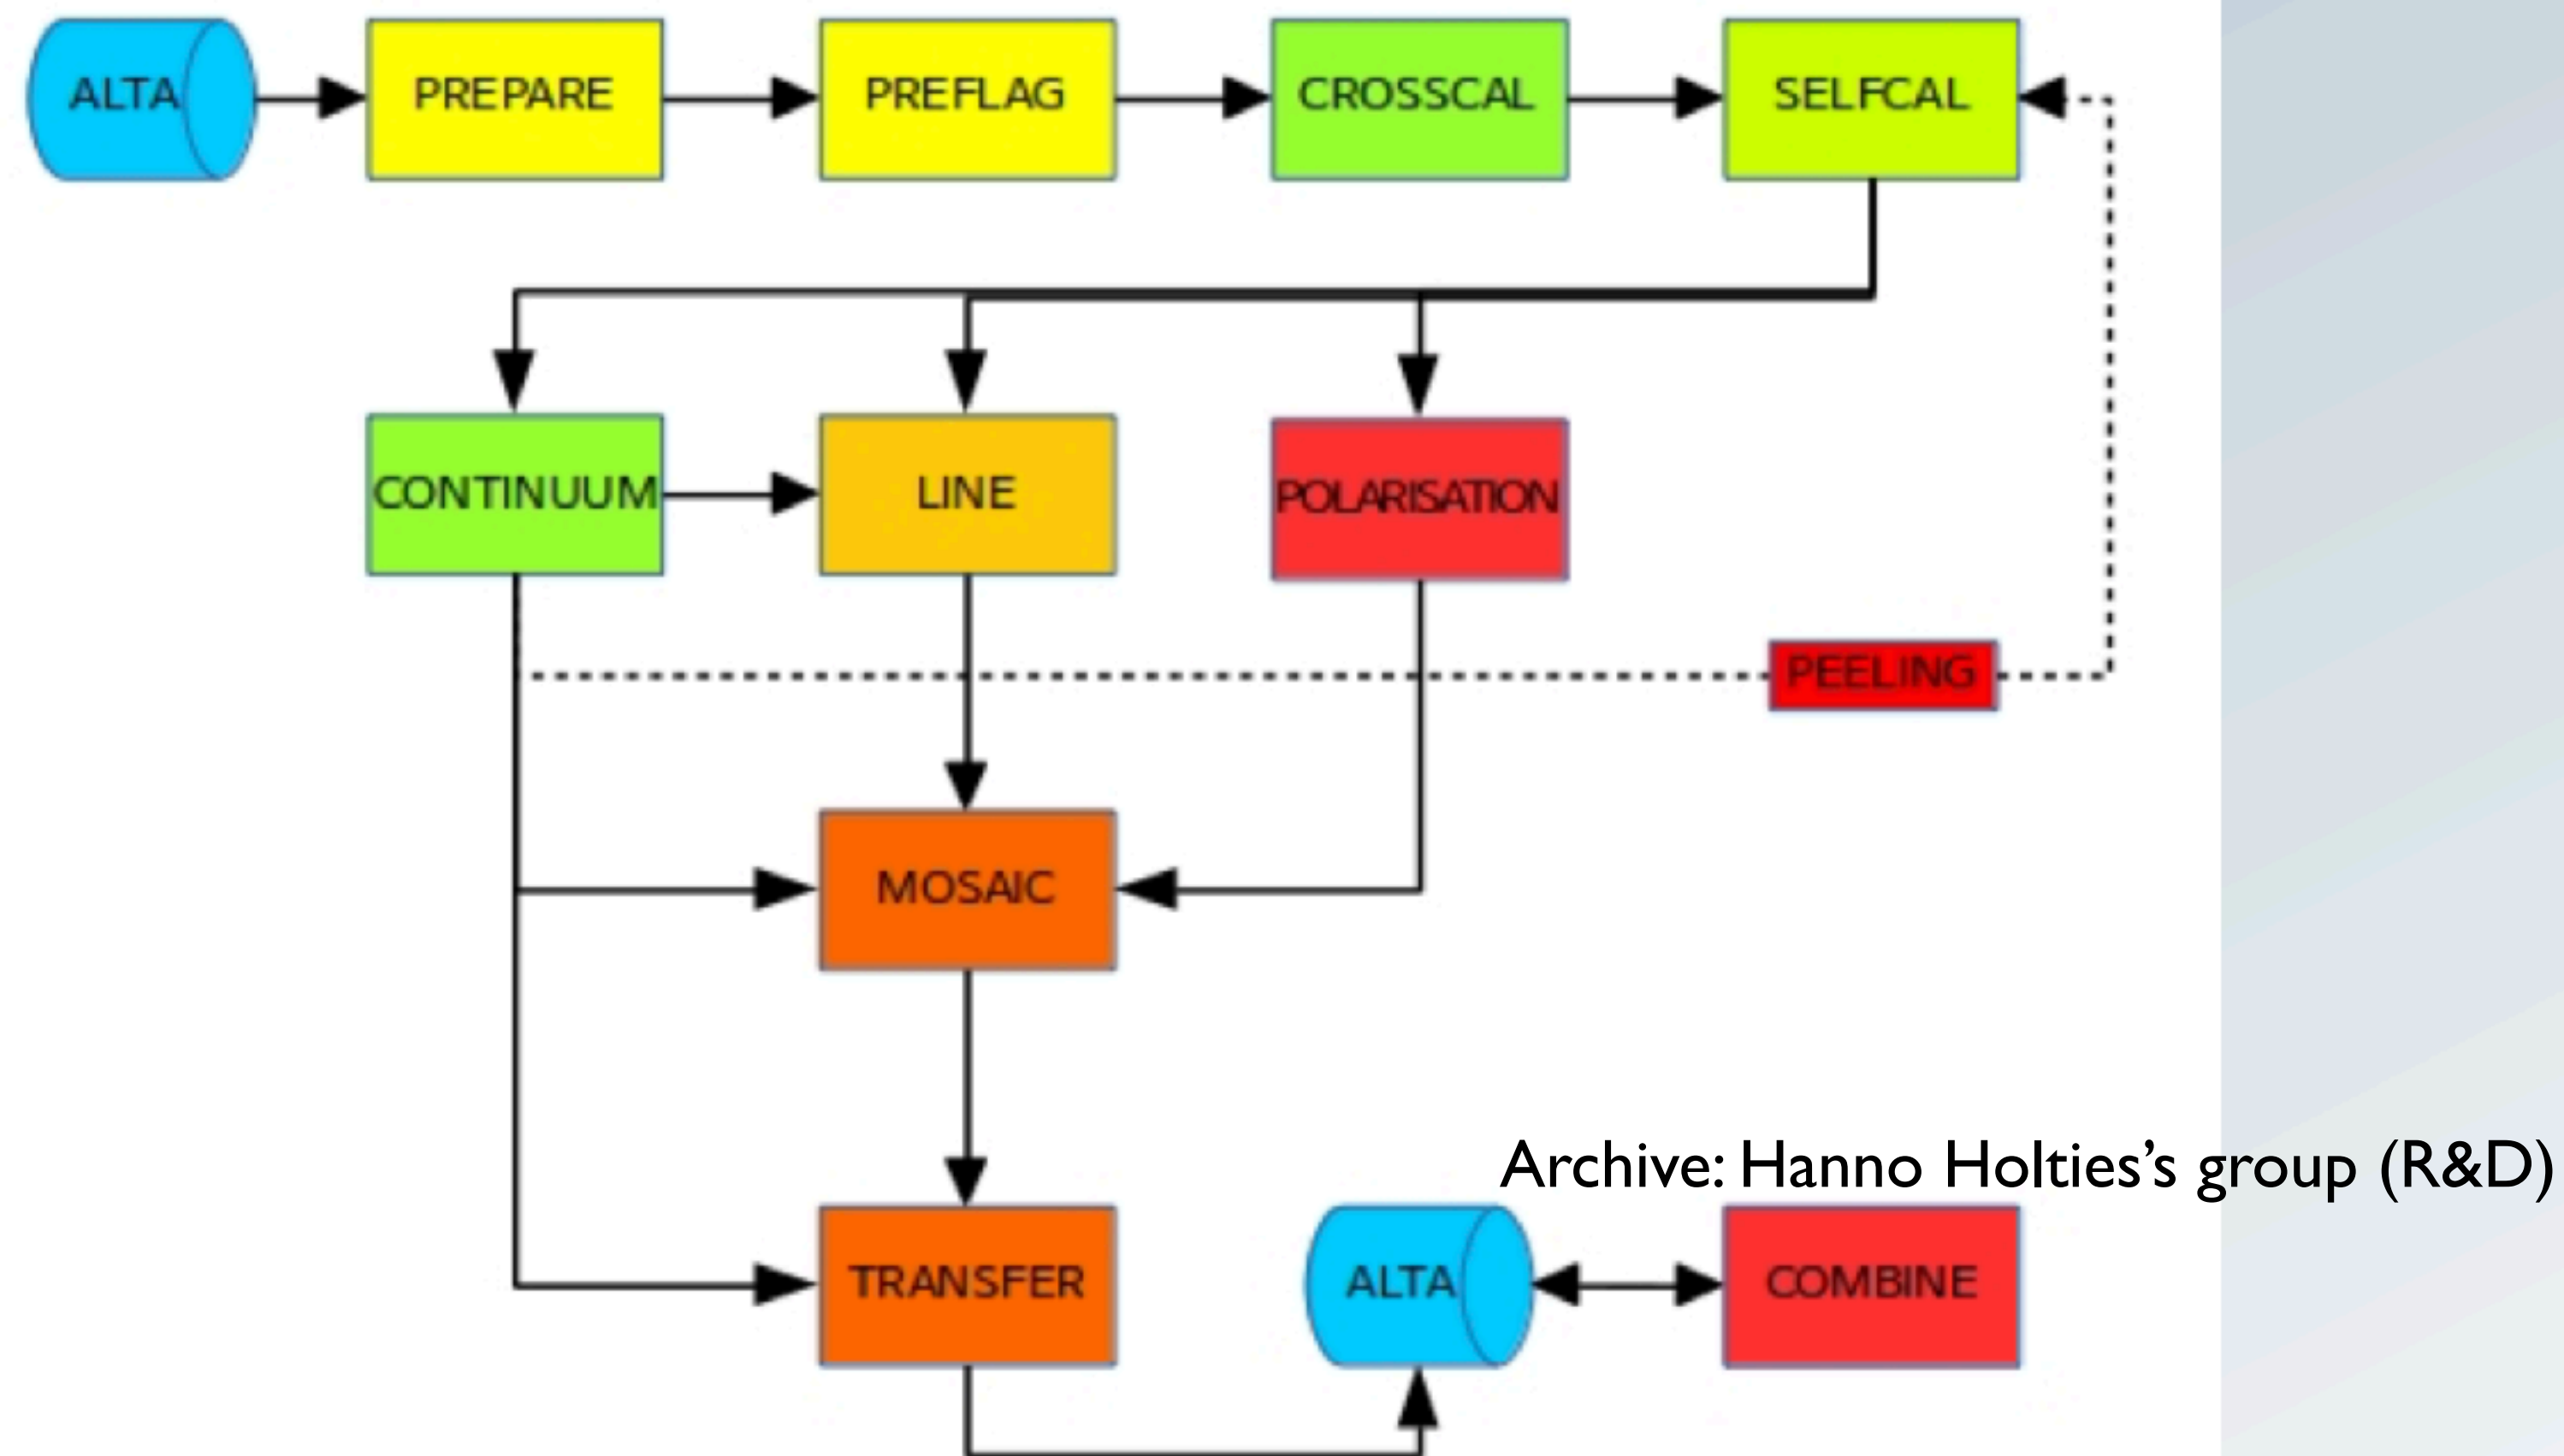 ALTA
PREPARE
PREFLAG
CROSSCAL
SELFCAL
CONTINUUM
LINE
POLARISATION
PEELING
MOSAIC
Archive: Hanno Holties’s group (R&D)
TRANSFER
ALTA
COMBINE